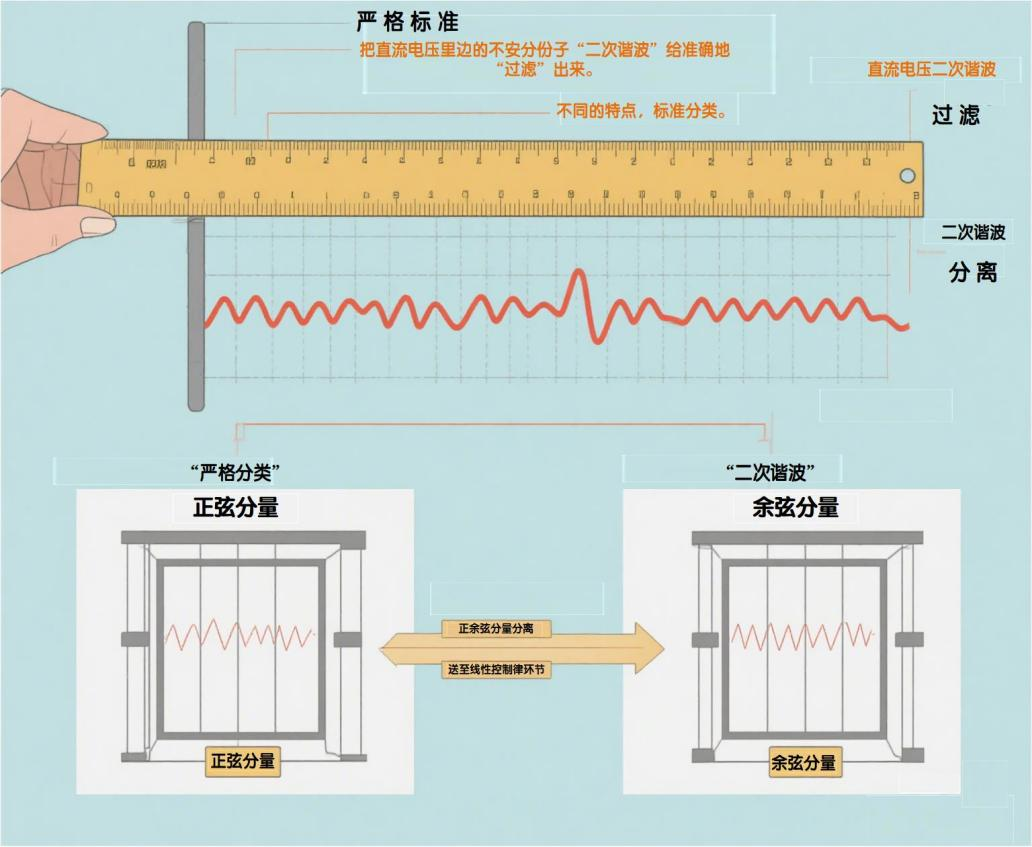 严格标准
把直流电压里边的不安分份子“二次谐波”给准确地
“过滤”出来。
不同的特点，标准分类。
直流电压二次谐波
过滤
二次谐波
分离
“严格分类”
正弦分量
“二次谐波”
余弦分量
正余弦分量分离
送至线性控制律环节
正弦分量
余弦分量